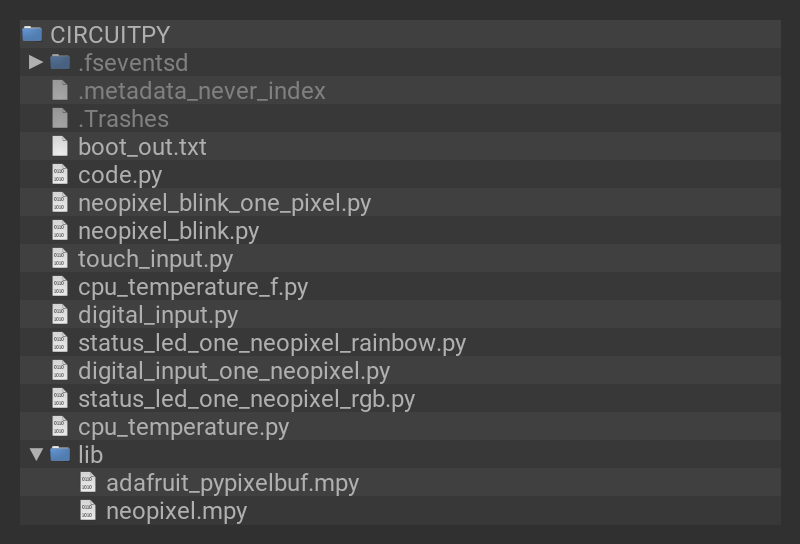 CIRCUITPY
.fseventsd
.metadata_never_index
.Trashes
boot_out.txt
code.py
neopixel_blink_one_pixel.py
neopixel_blink.py
touch_input.py
cpu_temperature_f.py
digital_input.py
status_led_one_neopixel_rainbow.py
digital_input_one_neopixel.py
status_led_one_neopixel_rgb.py
cpu_temperature.py
lib
adafruit_pypixelbuf.mpy
neopixel.mpy